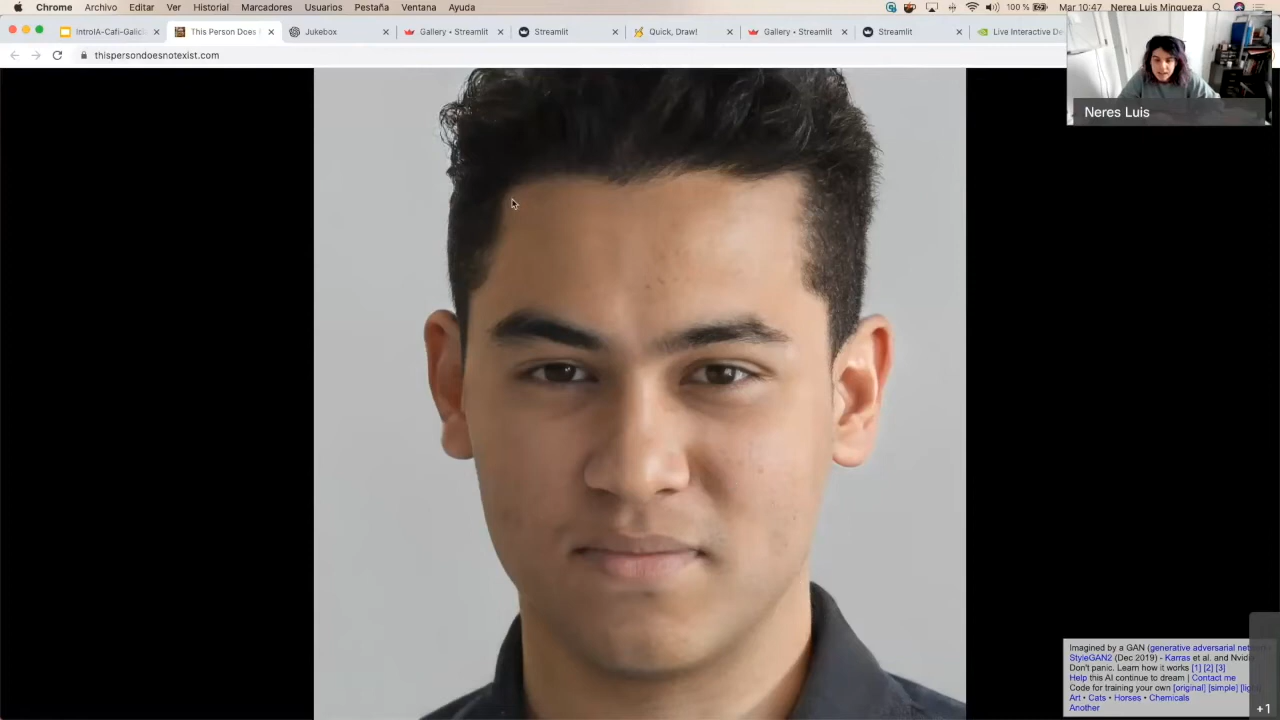 Chrome Archivo Editar Ver Historial Marcadores Usuarios Pestaña Ventana Ayuda 100 % Mar 10:47 Nerea Luis Mingueza
IntroIA-Cafi-Galici This Person Does Jukebox Gallery • Streamlit Streamlit Quick, Draw! Gallery • Streamlit Streamlit Live Interactive De
thispersondoesnotexist.com
Neres Luis
Imagined by a GAN (generative adversarial
StyleGAN2 (Dec 2019) - Karras et al. and
Don't panic. Learn how it works [1] [2] [3]
Help this AI continue to dream | Contact me
Code for training your own [original] [simple]
Art • Cats • Horses • Chemicals
Another
+1